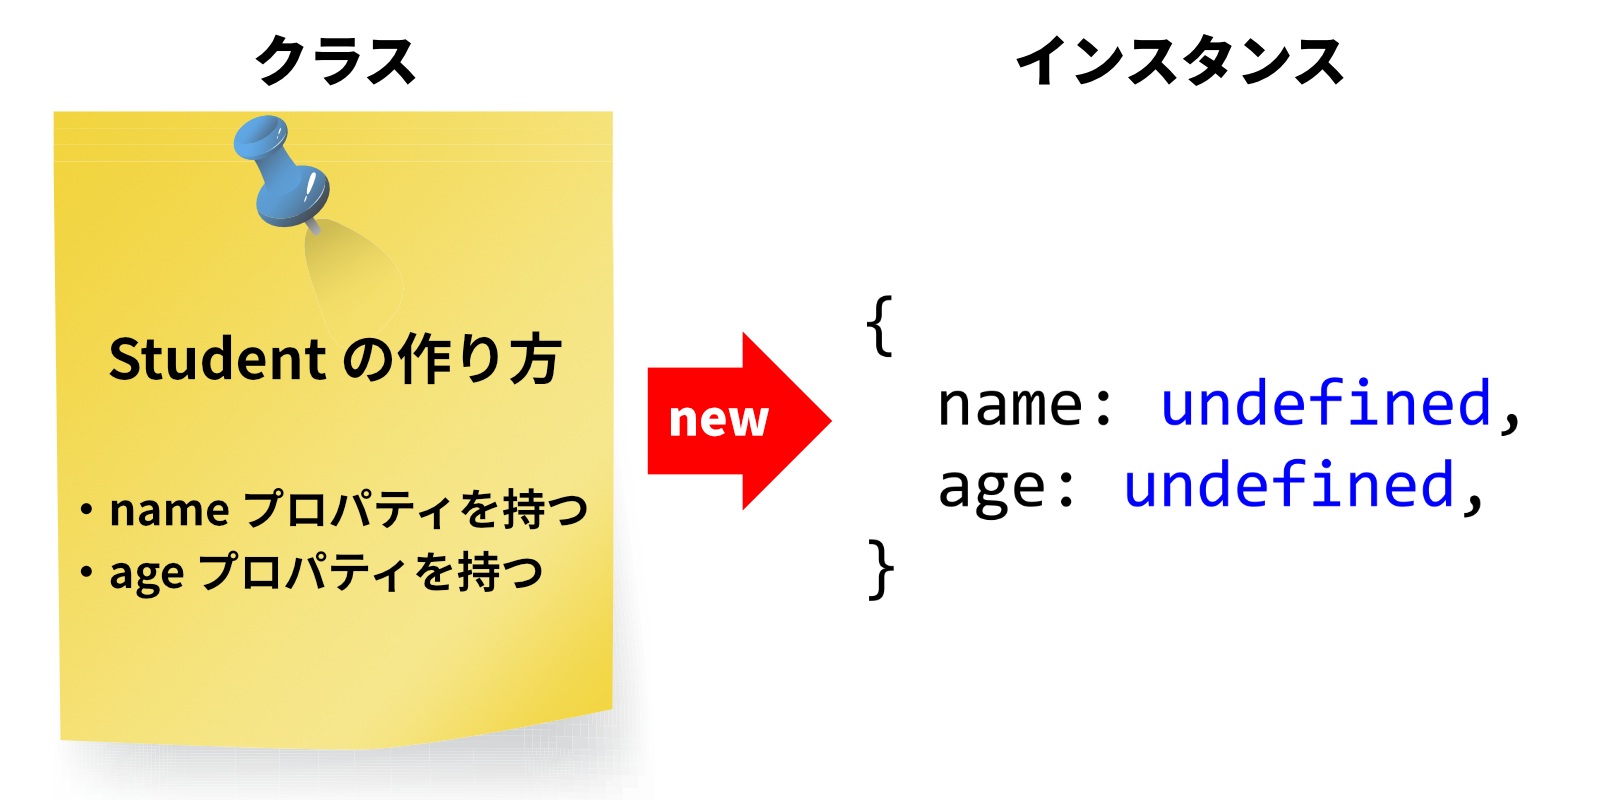 クラス
インスタンス
Student の作り方
・name プロパティを持つ
・age プロパティを持つ
new
{
name: undefined,
age: undefined,
}